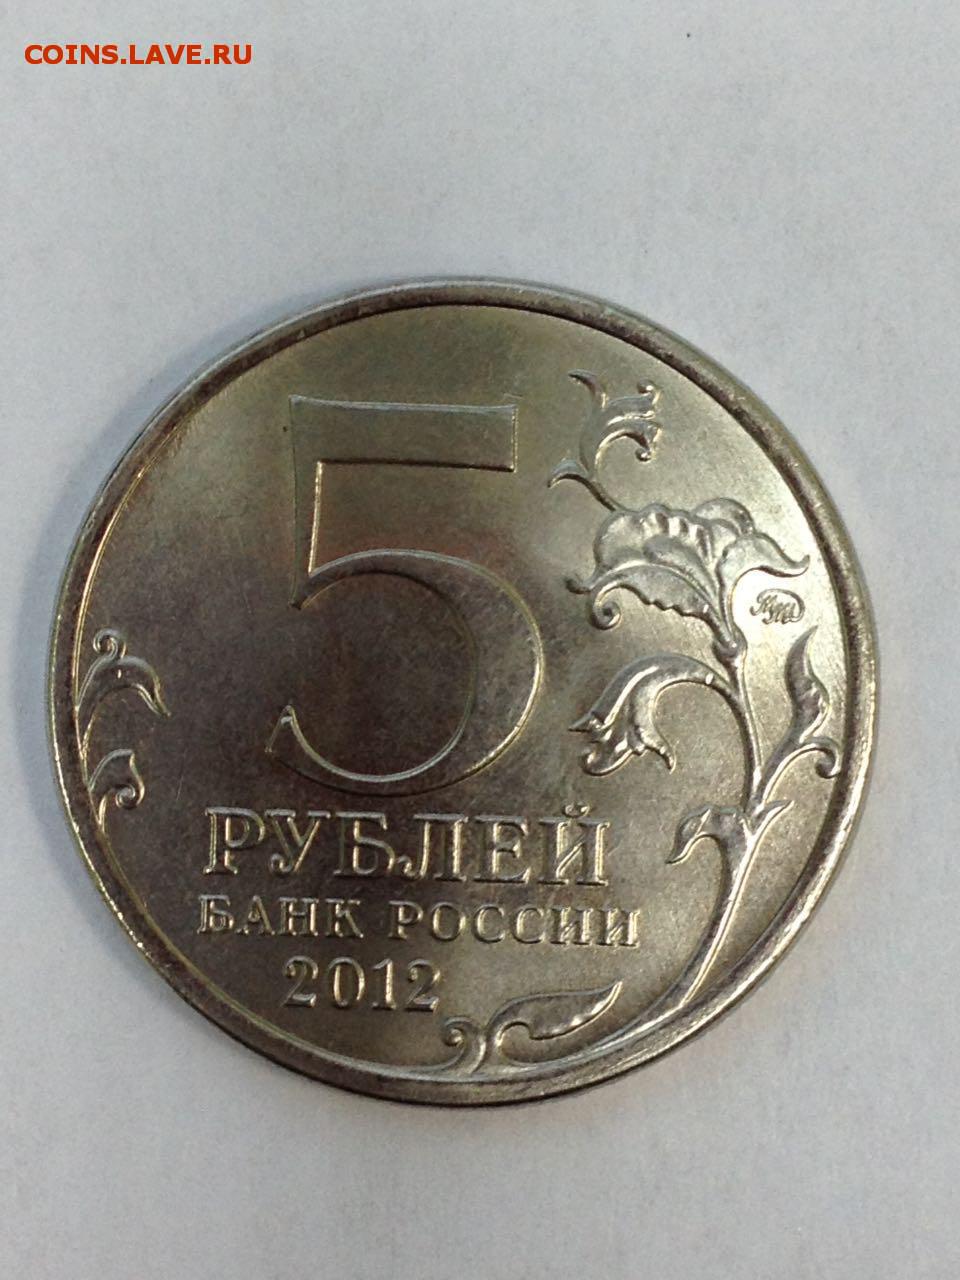 COINS.LAVE.RU
5
РУБЛЕЙ
БАНК РОССИИ
2012